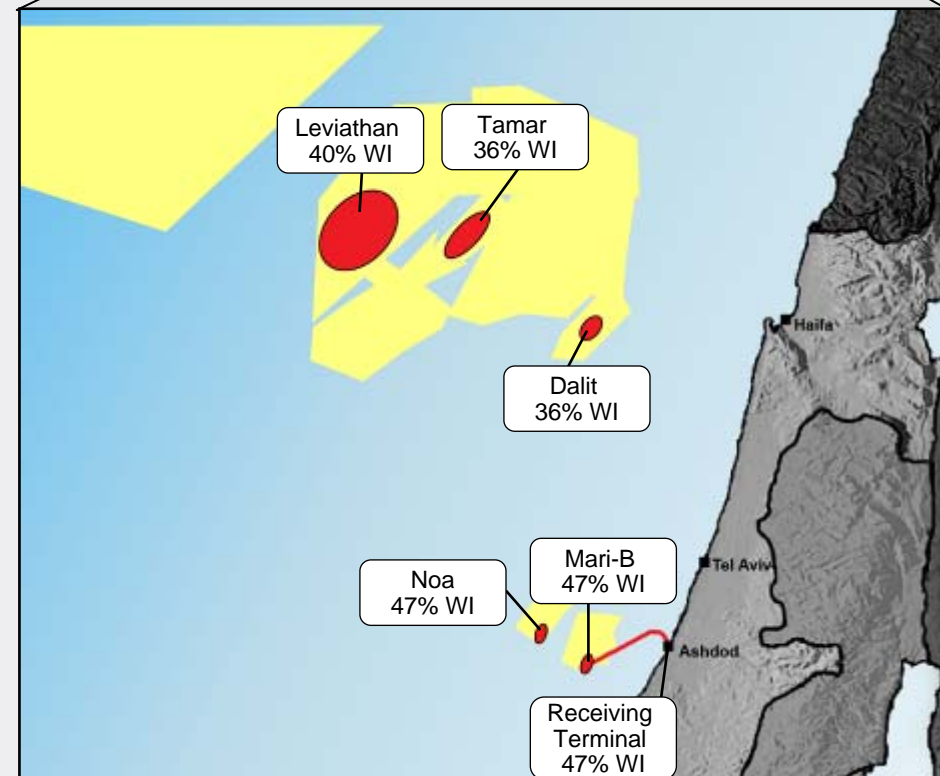 Leviathan
40% WI
Tamar
36% WI
Haifa
Dalit
36% WI
Noa
47% WI
Mari-B
47% WI
Tel Aviv
Ashdod
Receiving
Terminal
47% WI